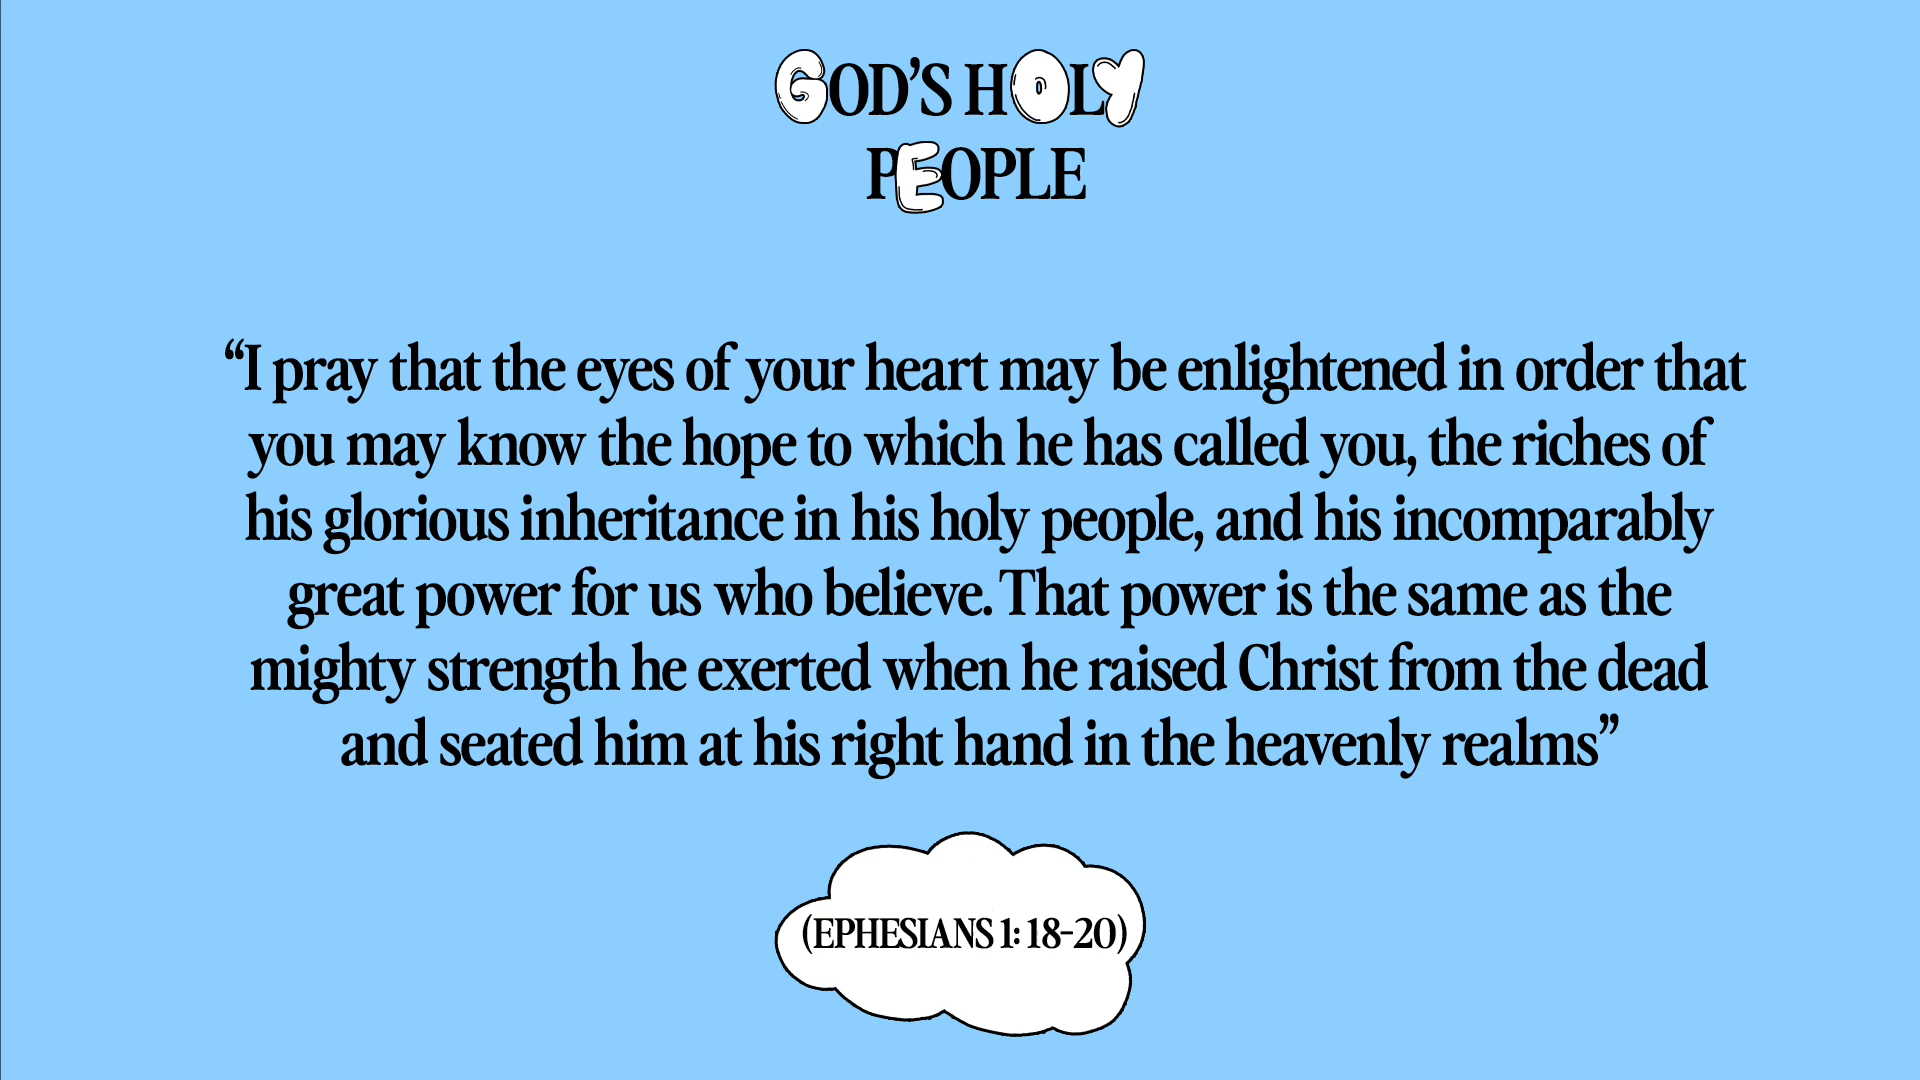 GOD’S HOLY
PEOPLE
“I pray that the eyes of your heart may be enlightened in order that
you may know the hope to which he has called you, the riches of
his glorious inheritance in his holy people, and his incomparably
great power for us who believe. That power is the same as the
mighty strength he exerted when he raised Christ from the dead
and seated him at his right hand in the heavenly realms”
(EPHESIANS 1: 18-20)